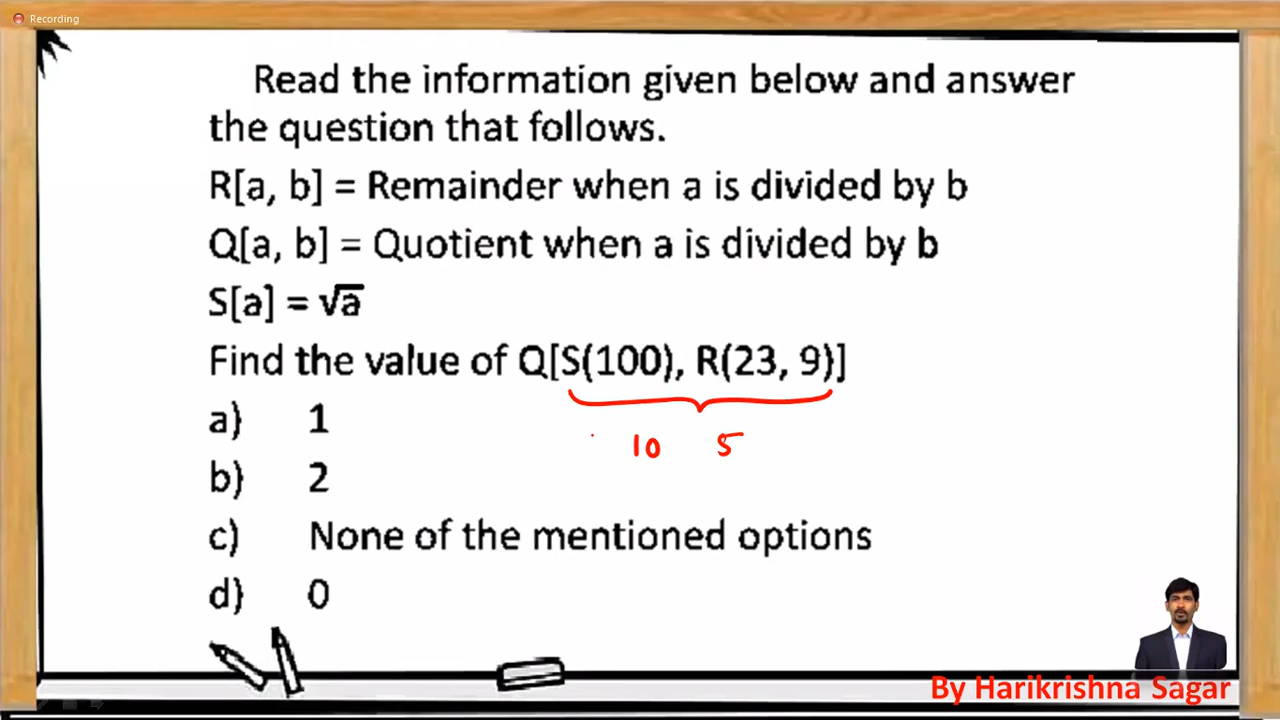 Recording
Read the information given below and answer
the question that follows.
R[a, b] = Remainder when a is divided by b
Q[a, b] = Quotient when a is divided by b
S[a] = √a
Find the value of Q[S(100), R(23, 9)]
10 5
a) 1
b) 2
c) None of the mentioned options
d) 0
By Harikrishna Sagar